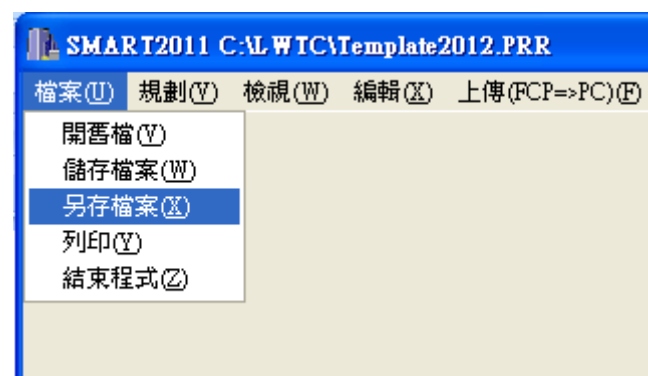 SMART2011 C:\LWTC\Template2012.PRR
檔案(U) 規劃(V) 檢視(W) 編輯(X) 上傳(FCP=>PC)(F)
開舊檔(V)
儲存檔案(W)
另存檔案(X)
列印(Y)
結束程式(Z)